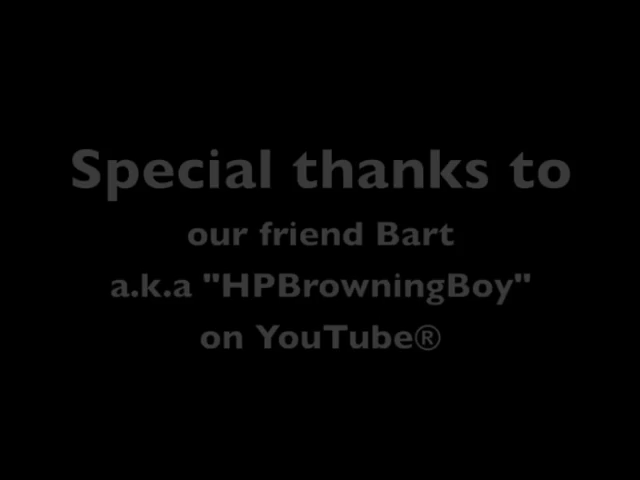 Special thanks to
our friend Bart
a.k.a "HPBrowningBoy"
on YouTube®